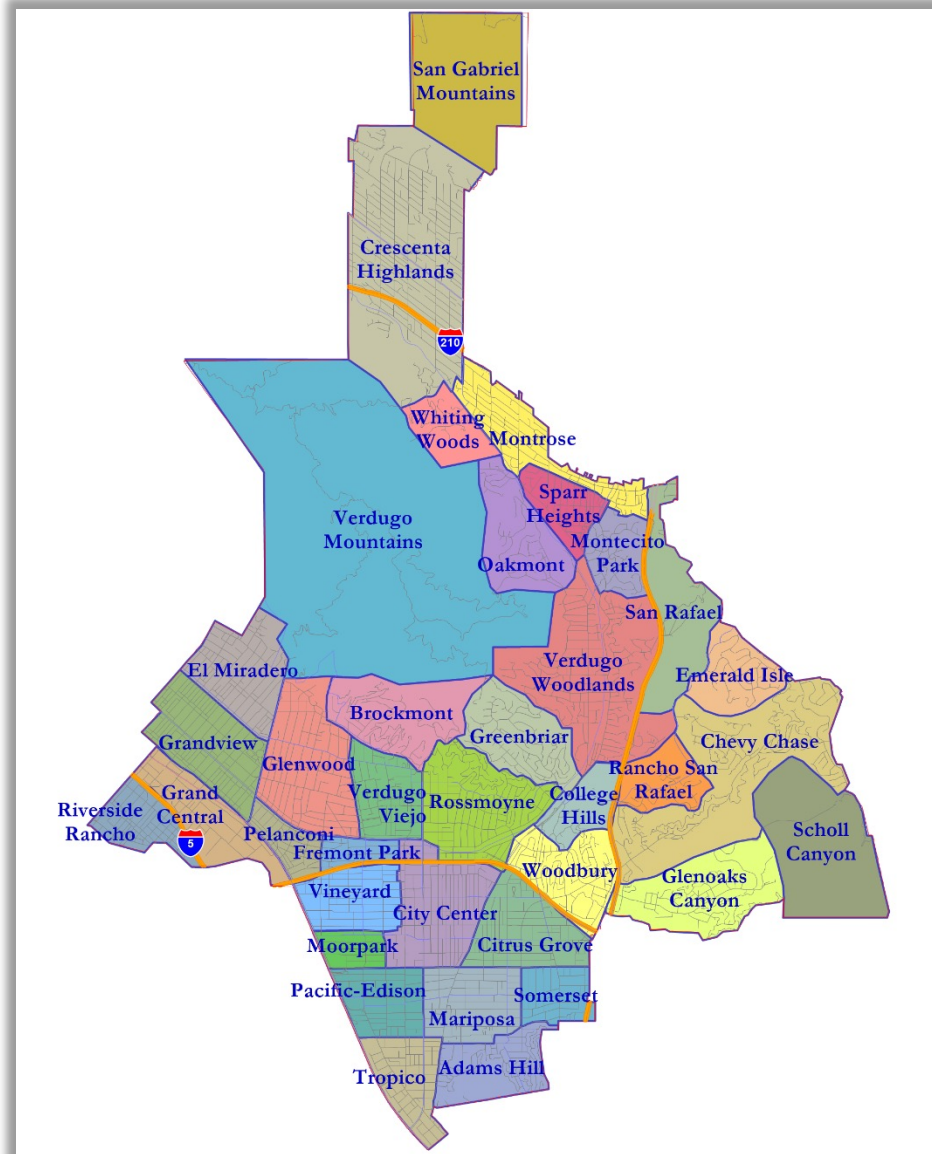 San Gabriel
Mountains
Crescenta
Highlands
210
Whiting
Woods
Montrose
Sparr
Heights
Verdugo
Mountains
Oakmont
Montecito
Park
San Rafael
El Miradero
Verdugo
Woodlands
Emerald Isle
Brockmont
Greenbriar
Chevy Chase
Grandview
Glenwood
Rancho San
Rafael
Verdugo
Viejo
Rossmoyne
College
Hills
Riverside
Rancho
Grand
Central
5
Pelanconi
Scholl
Canyon
Fremont Park
Woodbury
Glenoaks
Canyon
Vineyard
City Center
Moorpark
Citrus Grove
Pacific-Edison
Somerset
Mariposa
Tropico
Adams Hill